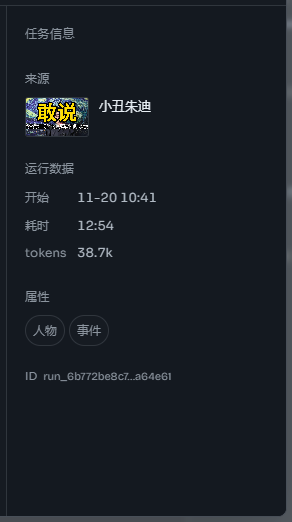 任务信息
来源
敢说
小丑朱迪
运行数据
开始 11-20 10:41
耗时 12:54
tokens 38.7k
属性
人物 事件
ID run_6b772be8c7...a64e61